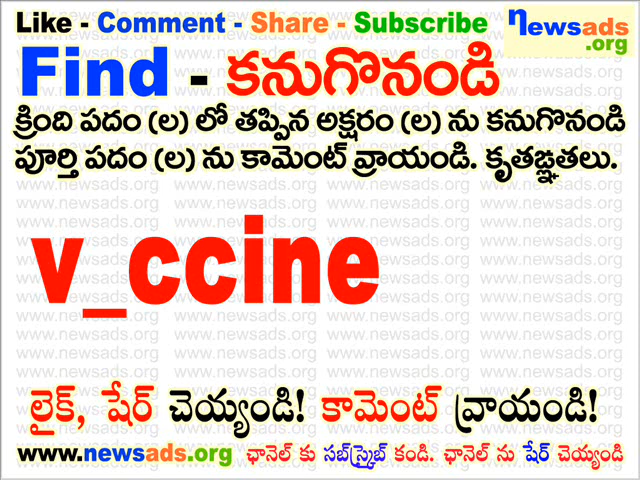 Like - Comment - Share - Subscribe
newsads
.org
Find - కనుగొనండి
క్రింది పదం (ల) లో తప్పిన అక్షరం (ల) ను కనుగొనండి
పూర్తి పదం (ల) ను కామెంట్ వ్రాయండి. కృతజ్ఞతలు.
v_ccine
లైక్, షేర్ చెయ్యండి! కామెంట్ వ్రాయండి!
www.newsads.org ఛానెల్ కు సబ్‌స్క్రైబ్ కండి. ఛానెల్ ను షేర్ చెయ్యండి